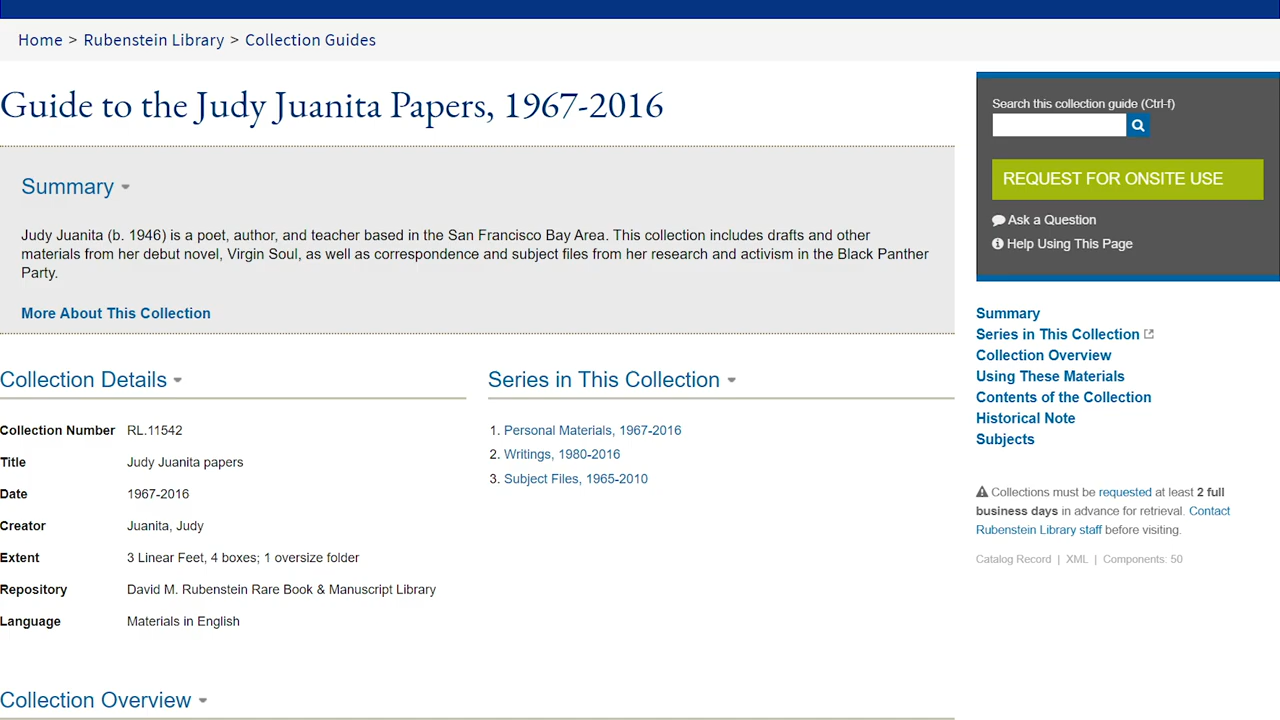 Home > Rubenstein Library > Collection Guides
Guide to the Judy Juanita Papers, 1967-2016
Summary
Judy Juanita (b. 1946) is a poet, author, and teacher based in the San Francisco Bay Area. This collection includes drafts and other
materials from her debut novel, Virgin Soul, as well as correspondence and subject files from her research and activism in the Black Panther
Party.
More About This Collection
Collection Details
Collection Number RL.11542
Title Judy Juanita papers
Date 1967-2016
Creator Juanita, Judy
Extent 3 Linear Feet, 4 boxes; 1 oversize folder
Repository David M. Rubenstein Rare Book & Manuscript Library
Language Materials in English
Series in This Collection
1. Personal Materials, 1967-2016
2. Writings, 1980-2016
3. Subject Files, 1965-2010
Collection Overview
Search this collection guide (Ctrl-f)
REQUEST FOR ONSITE USE
Ask a Question
Help Using This Page
Summary
Series in This Collection
Collection Overview
Using These Materials
Contents of the Collection
Historical Note
Subjects
Collections must be requested at least 2 full
business days in advance for retrieval. Contact
Rubenstein Library staff before visiting.
Catalog Record | XML | Components: 50